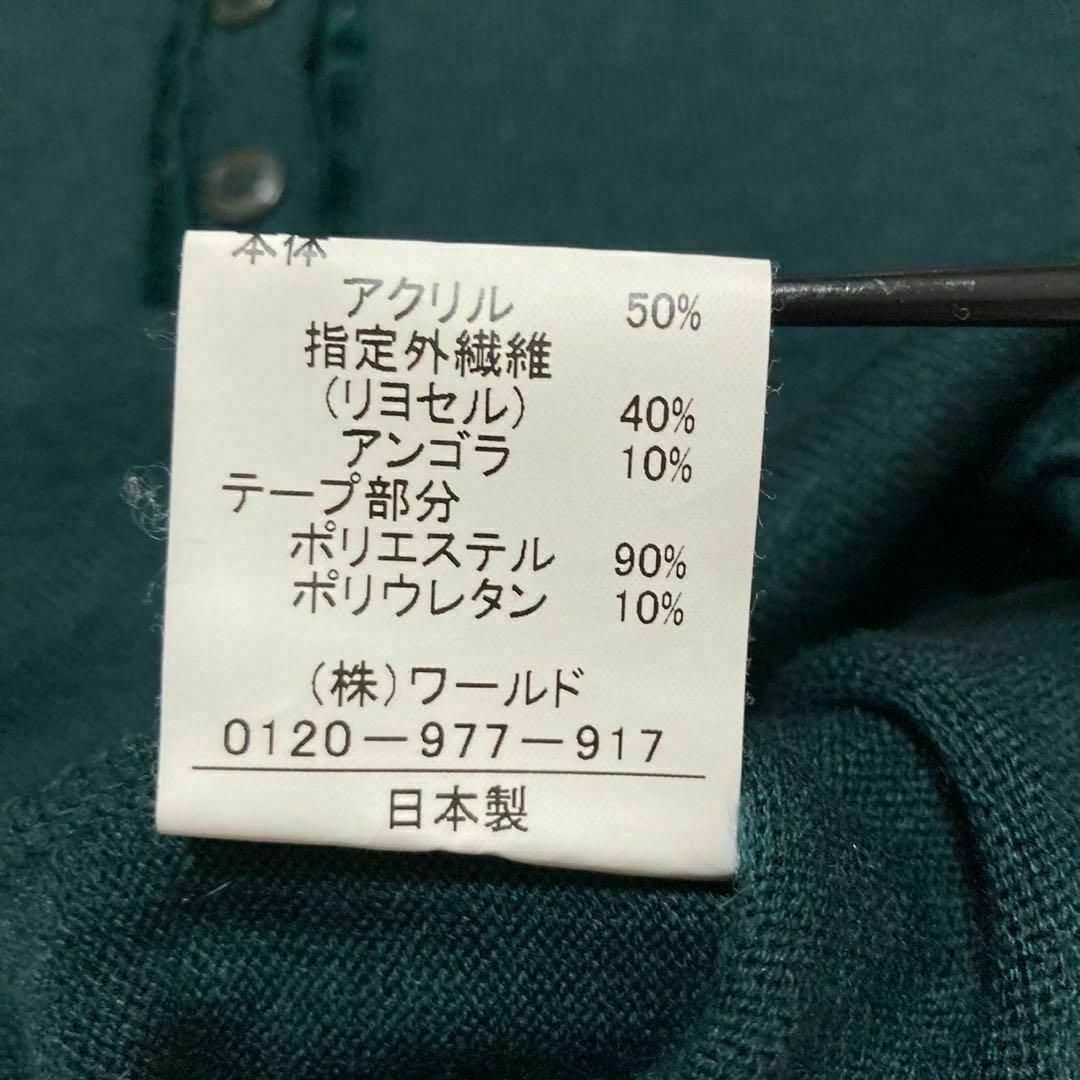 本体
アクリル 50%
指定外繊維
(リヨセル) 40%
アンゴラ 10%
テープ部分
ポリエステル 90%
ポリウレタン 10%
(株)ワールド
0120-977-917
日本製